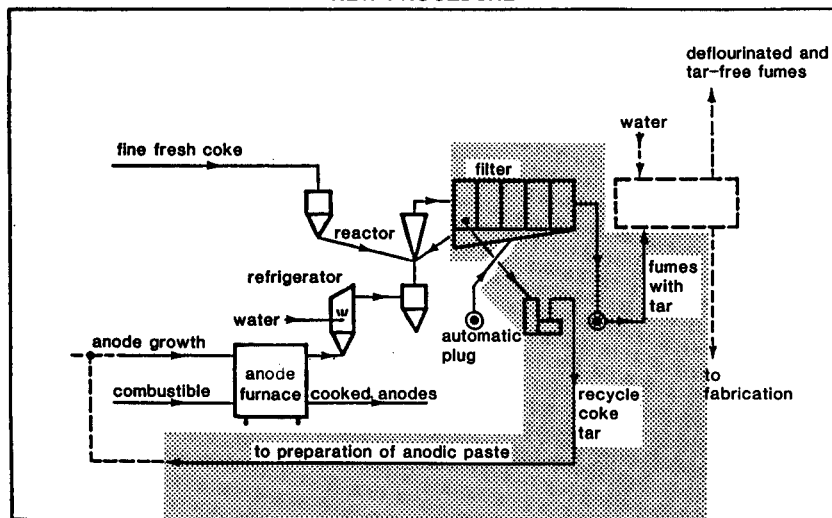 deflourinated and
tar-free fumes
water
fine fresh coke
filter
reactor
refrigerator
fumes
with
tar
water
automatic
plug
anode growth
anode
furnace
to
fabrication
combustible
cooked anodes
recycle
coke
tar
to preparation of anodic paste